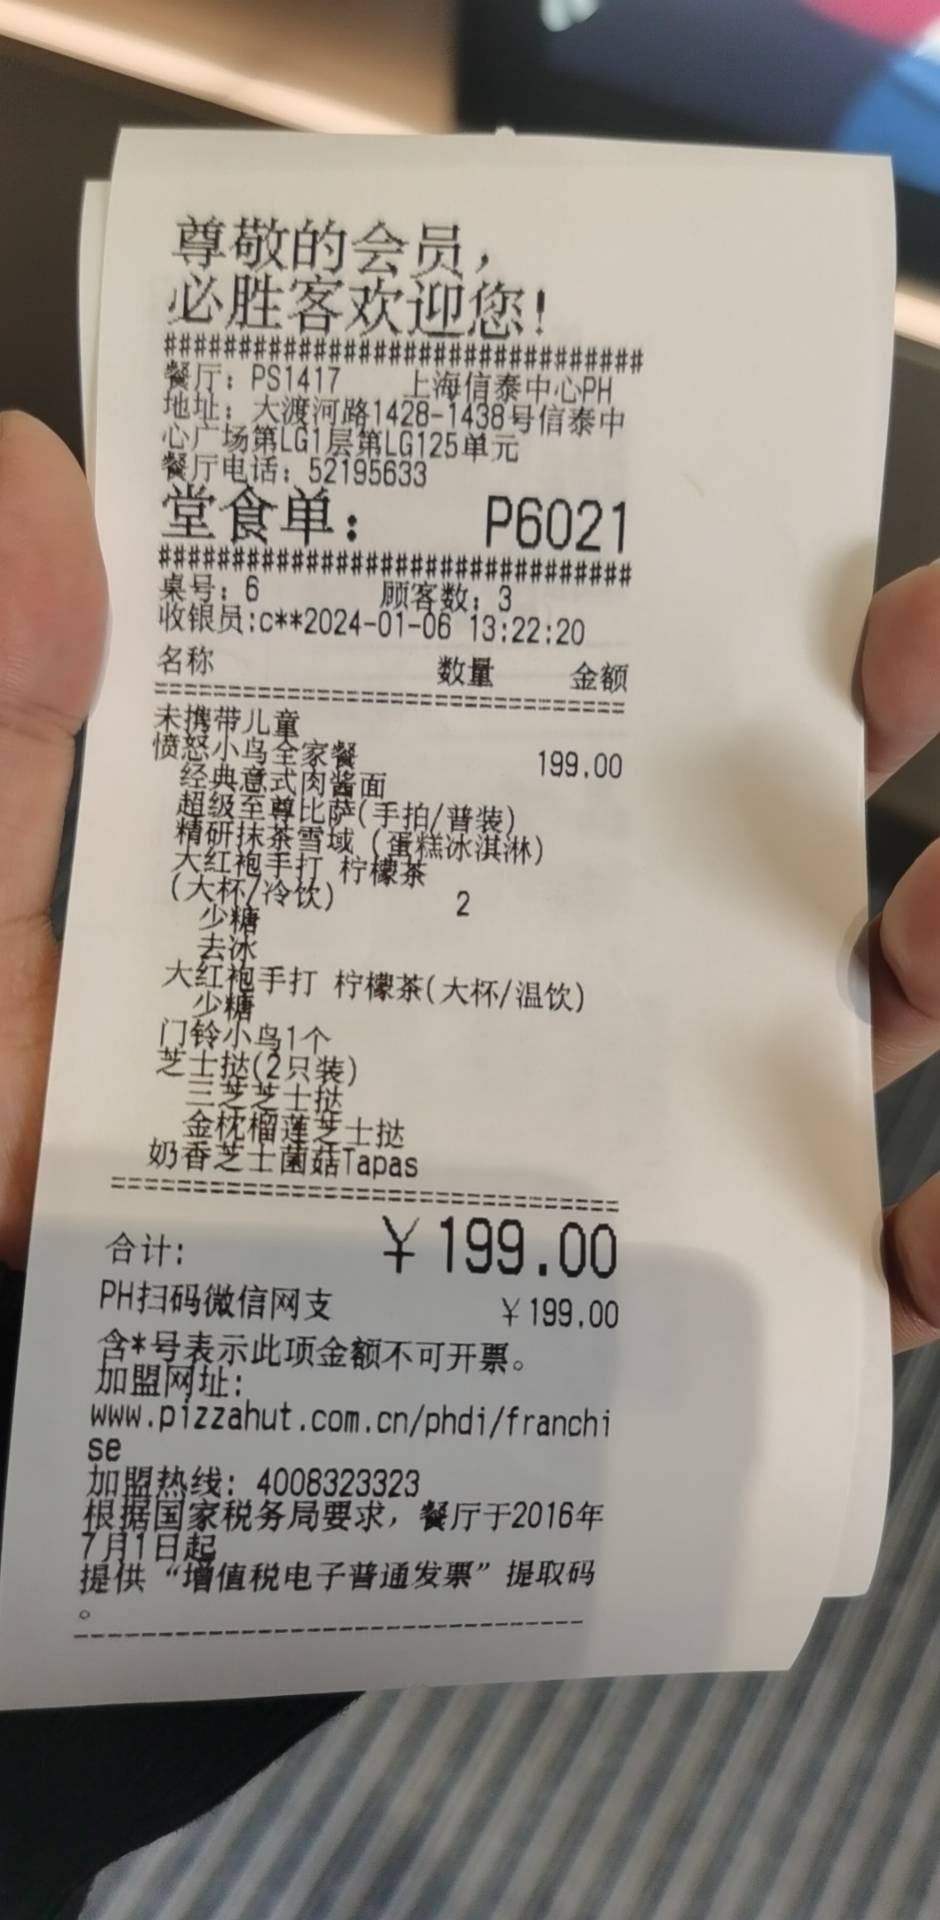 尊敬的会员，
必胜客欢迎您！
################################
餐厅：PS1417 上海信泰中心PH
地址：大渡河路1428-1438号信泰中
心广场第LG1层第LG125单元
餐厅电话：52195633
堂食单： P6021
################################
桌号：6 顾客数：3
收银员:c**2024-01-06 13:22:20
名称 数量 金额
================================
未携带儿童
愤怒小鸟全家餐 199.00
经典意式肉酱面
超级至尊比萨(手拍/普装)
精研抹茶雪域（蛋糕冰淇淋)
大红袍手打 柠檬茶
(大杯/冷饮) 2
少糖
去冰
大红袍手打 柠檬茶(大杯/温饮)
少糖
门铃小鸟1个
芝士挞(2只装)
三芝芝士挞
金枕榴莲芝士挞
奶香芝士菌菇Tapas
================================
合计: ￥199.00
PH扫码微信网支 ￥199.00
含*号表示此项金额不可开票。
加盟网址:
www.pizzahut.com.cn/phdi/franchi
se
加盟热线：4008323323
根据国家税务局要求，餐厅于2016年
7月1日起
提供“增值税电子普通发票”提取码
。
--------------------------------